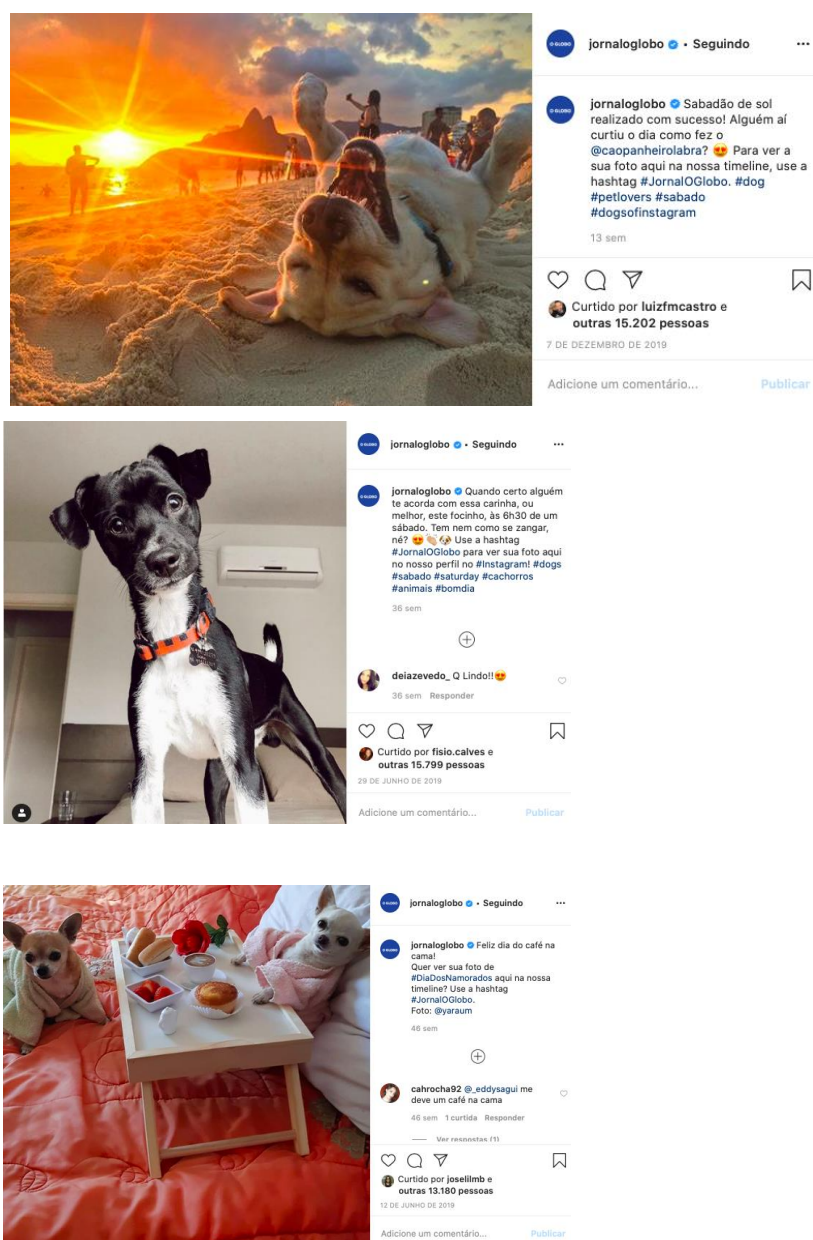 O GLOBO
jornaloglobo • Seguindo
O GLOBO
jornaloglobo Sabadão de sol
realizado com sucesso! Alguém aí
curtiu o dia como fez o
@caopanheirolabra? 😍 Para ver a
sua foto aqui na nossa timeline, use a
hashtag #JornalOGlobo. #dog
#petlovers #sabado
#dogsofinstagram
13 sem
Curtido por luizfmcastro e
outras 15.202 pessoas
7 DE DEZEMBRO DE 2019
Adicione um comentário... Publicar
O GLOBO
jornaloglobo • Seguindo
O GLOBO
jornaloglobo Quando certo alguém
te acorda com essa carinha, ou
melhor, este focinho, às 6h30 de um
sábado. Tem nem como se zangar,
né? 😍👏🏼🐶 Use a hashtag
#JornalOGlobo para ver sua foto aqui
no nosso perfil no #Instagram! #dogs
#sabado #saturday #cachorros
#animais #bomdia
36 sem
deiazevedo_ Q Lindo!!😍
36 sem Responder
Curtido por fisio.calves e
outras 15.799 pessoas
29 DE JUNHO DE 2019
Adicione um comentário... Publicar
O GLOBO
jornaloglobo • Seguindo
O GLOBO
jornaloglobo Feliz dia do café na
cama!
Quer ver sua foto de
#DiaDosNamorados aqui na nossa
timeline? Use a hashtag
#JornalOGlobo.
Foto: @yaraum
46 sem
cahrocha92 @_eddysagui me
deve um café na cama
46 sem 1 curtida Responder
Ver respostas (1)
Curtido por joselilmb e
outras 13.180 pessoas
12 DE JUNHO DE 2019
Adicione um comentário... Publicar